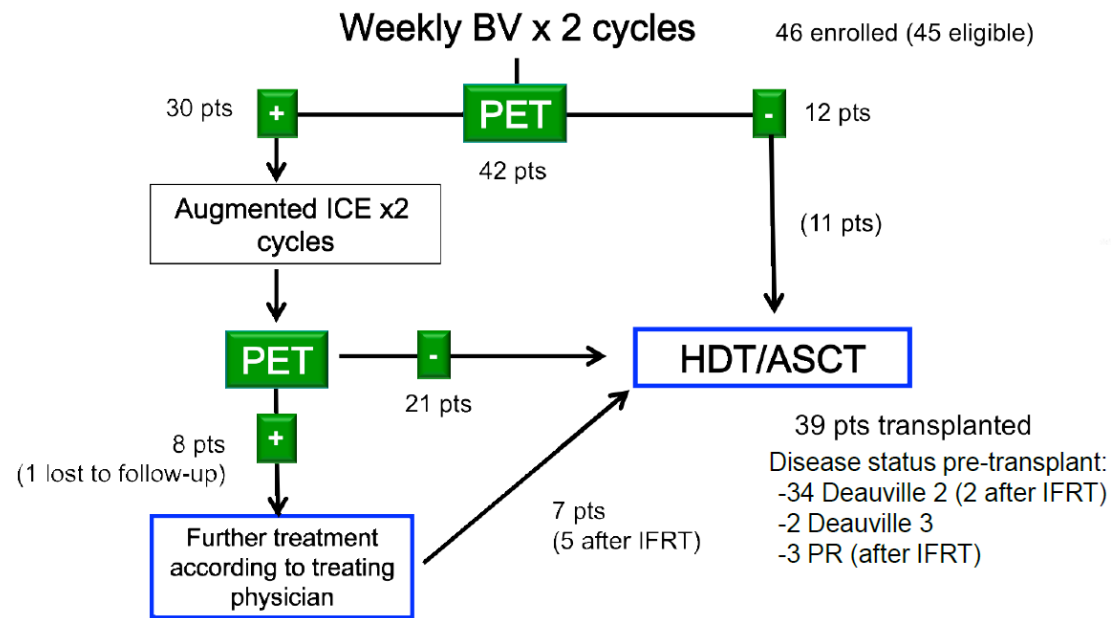 Weekly BV x 2 cycles
46 enrolled (45 eligible)
30 pts
+
PET
-
12 pts
42 pts
Augmented ICE x2
cycles
(11 pts)
PET
-
HDT/ASCT
21 pts
+
8 pts
(1 lost to follow-up)
39 pts transplanted
Disease status pre-transplant:
-34 Deauville 2 (2 after IFRT)
-2 Deauville 3
-3 PR (after IFRT)
7 pts
(5 after IFRT)
Further treatment
according to treating
physician